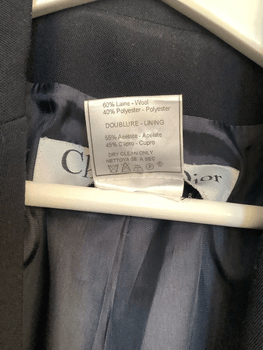 60% Laine - Wool
40% Polyester - Polyester
DOUBLURE - LINING
55% Acetate - Acetate
45% Cupro - Cupro
DRY CLEAN ONLY
NETTOYAGE A SEC
Ch Dior